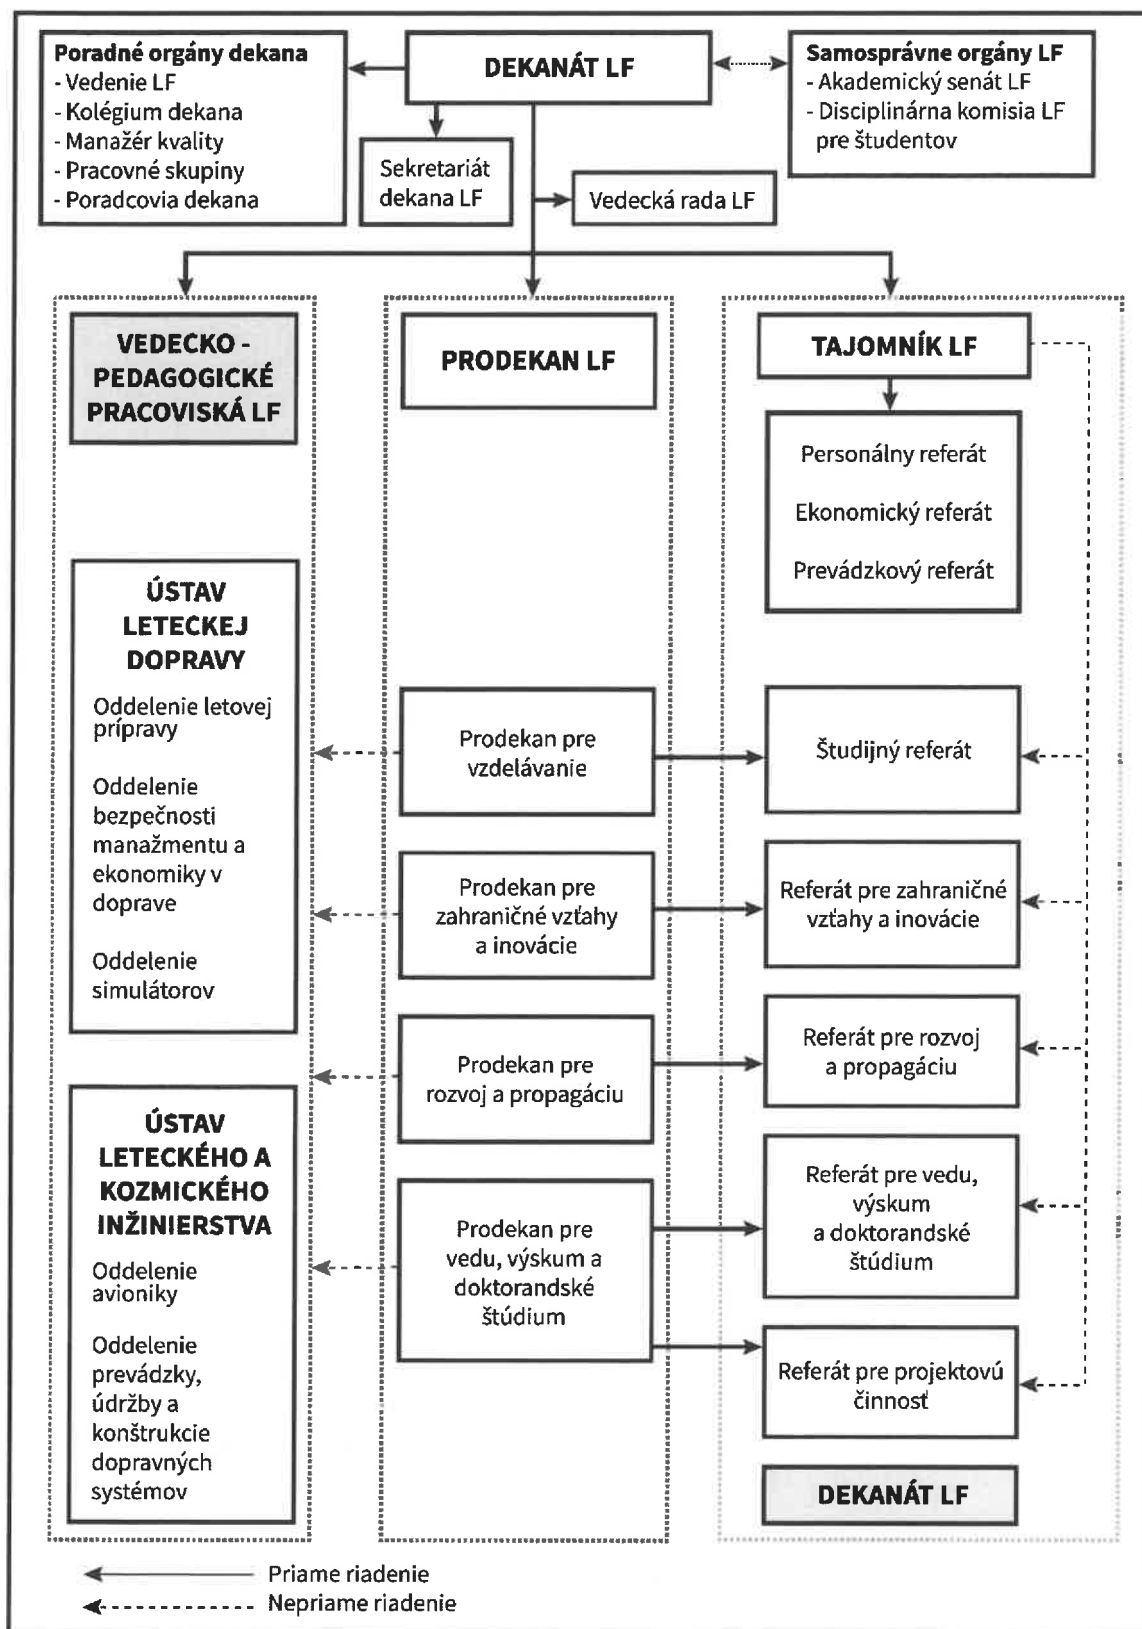 Poradné orgány dekana
- Vedenie LF
- Kolégium dekana
- Manažér kvality
- Pracovné skupiny
- Poradcovia dekana
DEKANÁT LF
Samosprávne orgány LF
- Akademický senát LF
- Disciplinárna komisia LF
pre študentov
Sekretariát
dekana LF
Vedecká rada LF
VEDECKO -
PEDAGOGICKÉ
PRACOVISKÁ LF
PRODEKAN LF
TAJOMNÍK LF
Personálny referát
Ekonomický referát
Prevádzkový referát
ÚSTAV
LETECKEJ
DOPRAVY
Oddelenie letovej
prípravy
Oddelenie
bezpečnosti
manažmentu a
ekonomiky v
doprave
Oddelenie
simulátorov
Prodekan pre
vzdelávanie
Študijný referát
Prodekan pre
zahraničné vzťahy
a inovácie
Referát pre zahraničné
vzťahy a inovácie
Prodekan pre
rozvoj a propagáciu
Referát pre rozvoj
a propagáciu
ÚSTAV
LETECKÉHO A
KOZMICKÉHO
INŽINIERSTVA
Oddelenie
avioniky
Oddelenie
prevádzky,
údržby a
konštrukcie
dopravných
systémov
Prodekan pre
vedu, výskum a
doktorandské
štúdium
Referát pre vedu,
výskum
a doktorandské
štúdium
Referát pre projektovú
činnosť
DEKANÁT LF
Priame riadenie
Nepriame riadenie